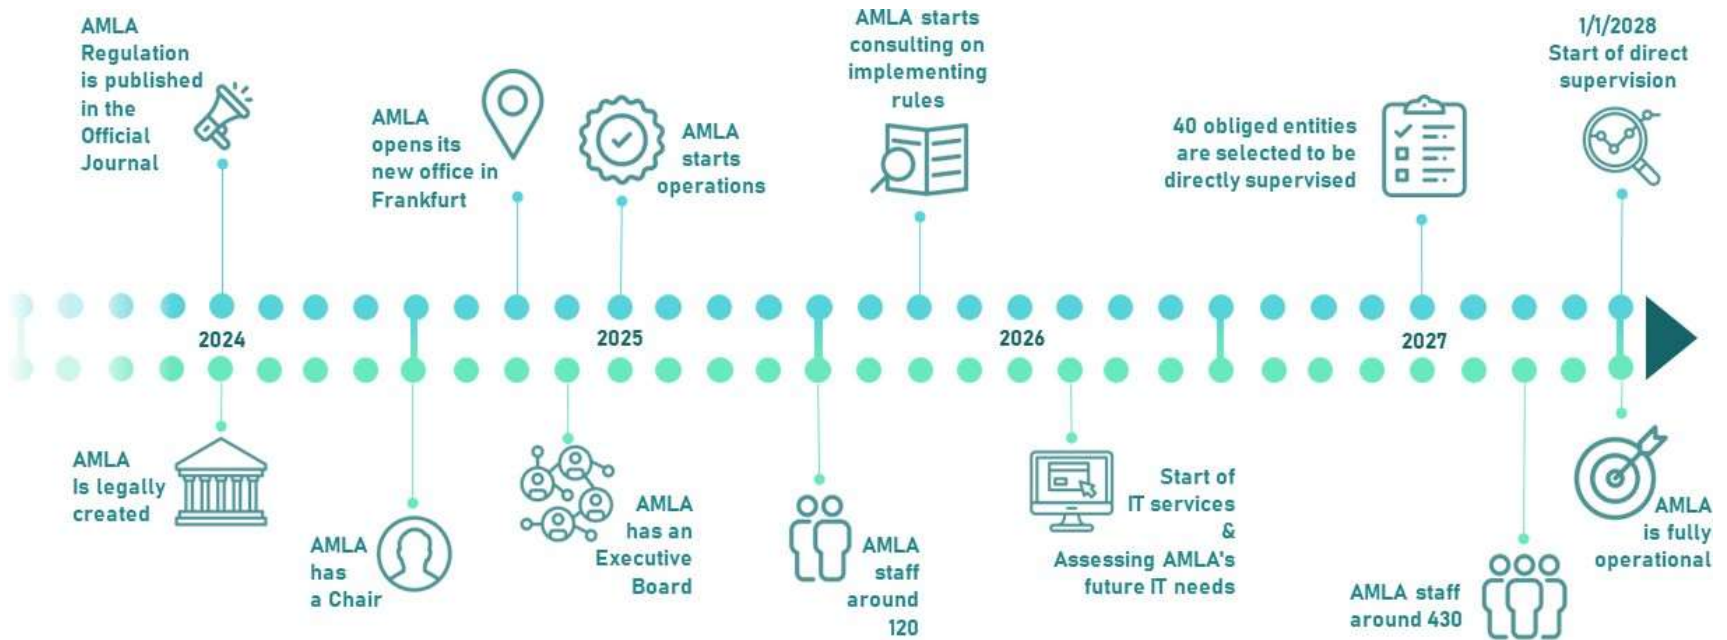 AMLA
Regulation
is published
in the
Official
Journal
AMLA
opens its
new office in
Frankfurt
AMLA
starts
operations
AMLA starts
consulting on
implementing
rules
40 obliged entities
are selected to be
directly supervised
1/1/2028
Start of direct
supervision
2024
2025
2026
2027
AMLA
Is legally
created
AMLA
has
a Chair
AMLA
has an
Executive
Board
AMLA
staff
around
120
Start of
IT services
&
Assessing AMLA's
future IT needs
AMLA staff
around 430
AMLA
is fully
operational